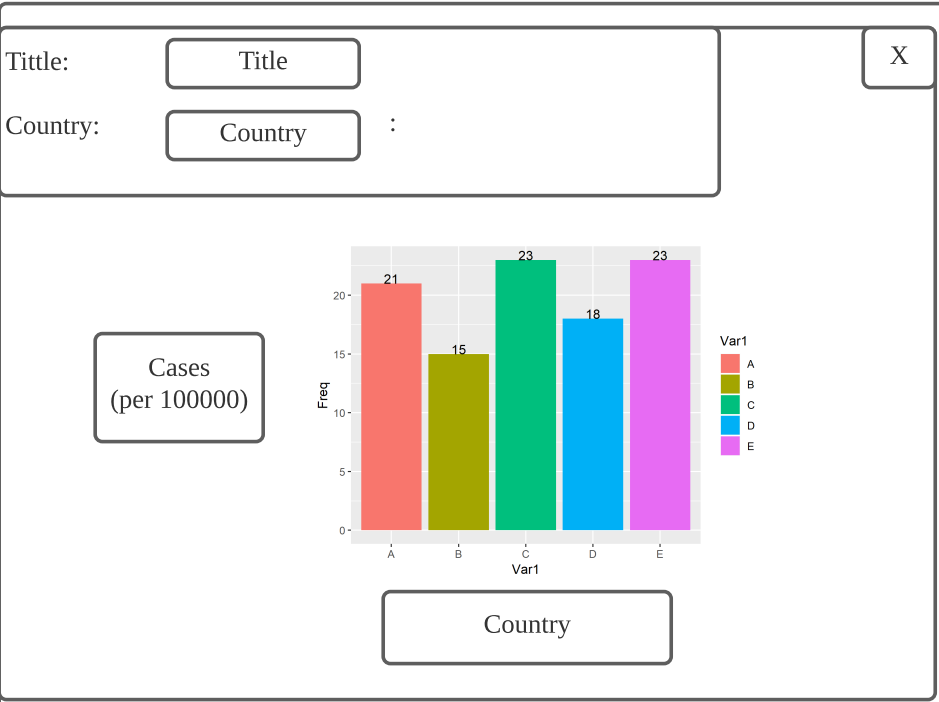 Tittle:
Title
X
Country:
Country
:
23
23
21
18
15
20
15
10
5
0
Freq
Cases
(per 100000)
Var1
A
B
C
D
E
A
B
C
D
E
Var1
Country